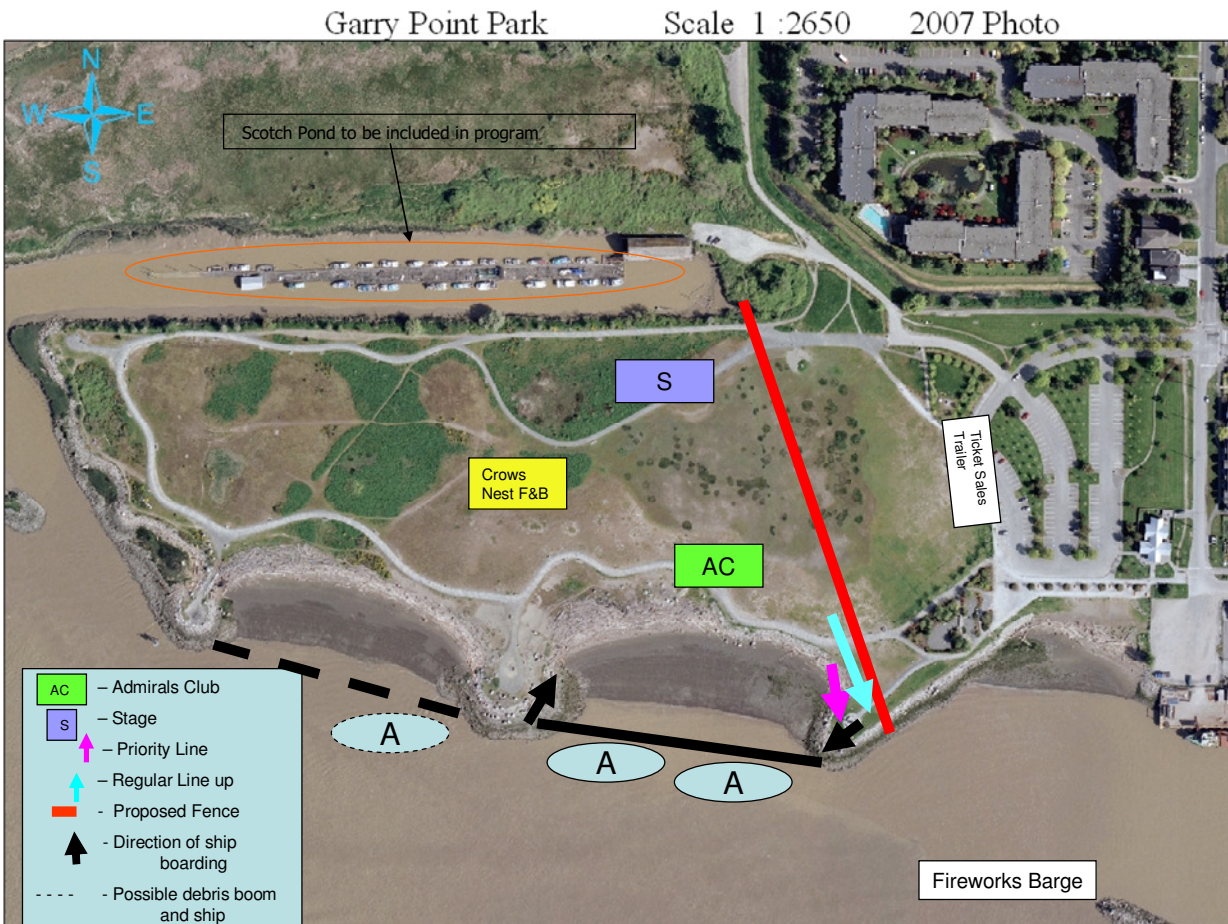 Garry Point Park Scale 1 :2650 2007 Photo
N
W E
S
Scotch Pond to be included in program
S
Crows
Nest F&B
Ticket Sales
Trailer
AC
A
A
A
AC – Admirals Club
S – Stage
– Priority Line
– Regular Line up
- Proposed Fence
- Direction of ship
boarding
- Possible debris boom
and ship
Fireworks Barge